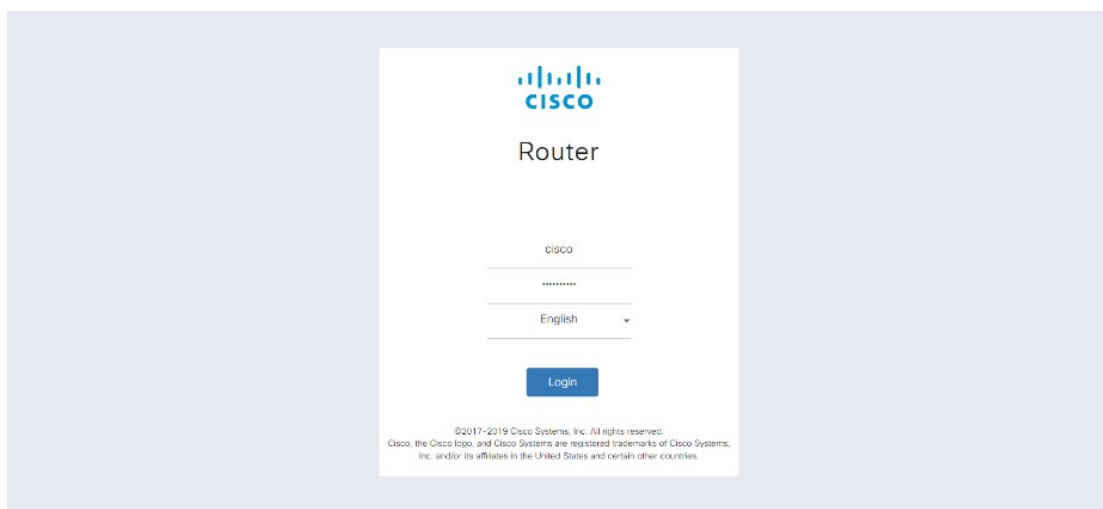 CISCO
Router
cisco
••••••••••
English
Login
©2017-2019 Cisco Systems, Inc. All rights reserved.
Cisco, the Cisco logo, and Cisco Systems are registered trademarks of Cisco Systems,
Inc. and/or its affiliates in the United States and certain other countries.